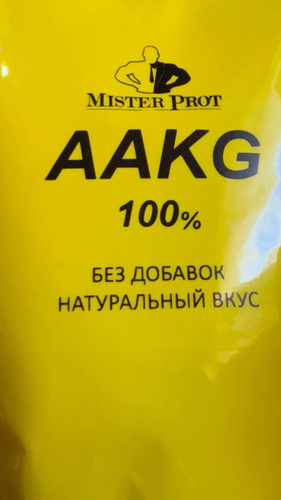 MISTER PROT
AAKG
100%
БЕЗ ДОБАВОК
НАТУРАЛЬНЫЙ ВКУС